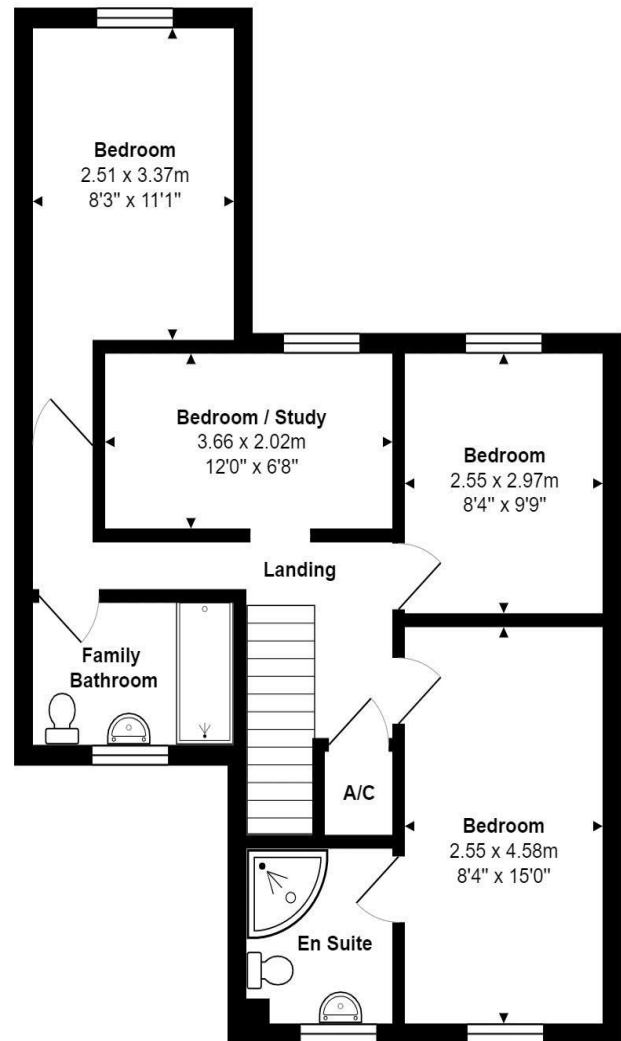 Bedroom
2.51 x 3.37m
8'3" x 11'1"
Bedroom / Study
3.66 x 2.02m
12'0" x 6'8"
Bedroom
2.55 x 2.97m
8'4" x 9'9"
Landing
Family
Bathroom
A/C
Bedroom
2.55 x 4.58m
8'4" x 15'0"
En Suite